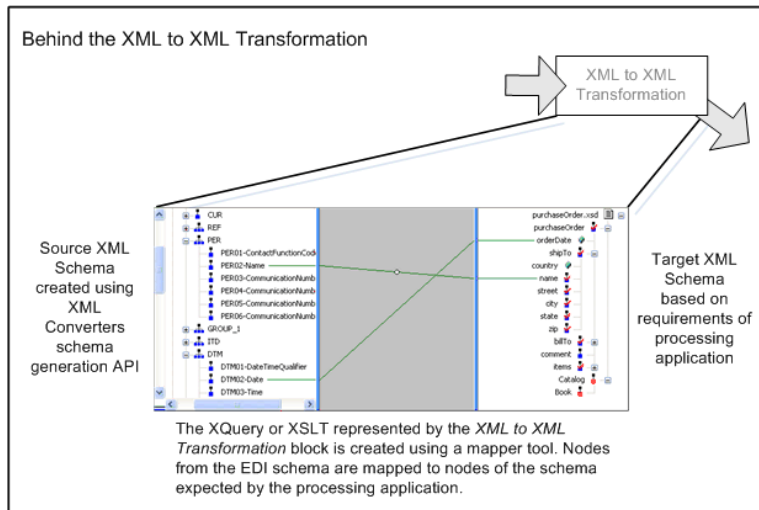 Behind the XML to XML Transformation
XML to XML
Transformation
Source XML
Schema
created using
XML
Converters
schema
generation API
CUR
REF
PER
PER01-ContactFunctionCod
PER02-Name
PER03-CommunicationNumb
PER04-CommunicationNumb
PER05-CommunicationNumb
PER06-CommunicationNumb
GROUP_1
ITD
DTM
DTM01-DateTimeQualifier
DTM02-Date
DTM03-Time
purchaseOrder.xsd
purchaseOrder
orderDate
shipTo
country
name
street
city
state
zip
billTo
comment
items
Catalog
Book
Target XML
Schema
based on
requirements of
processing
application
The XQuery or XSLT represented by the XML to XML
Transformation block is created using a mapper tool. Nodes
from the EDI schema are mapped to nodes of the schema
expected by the processing application.